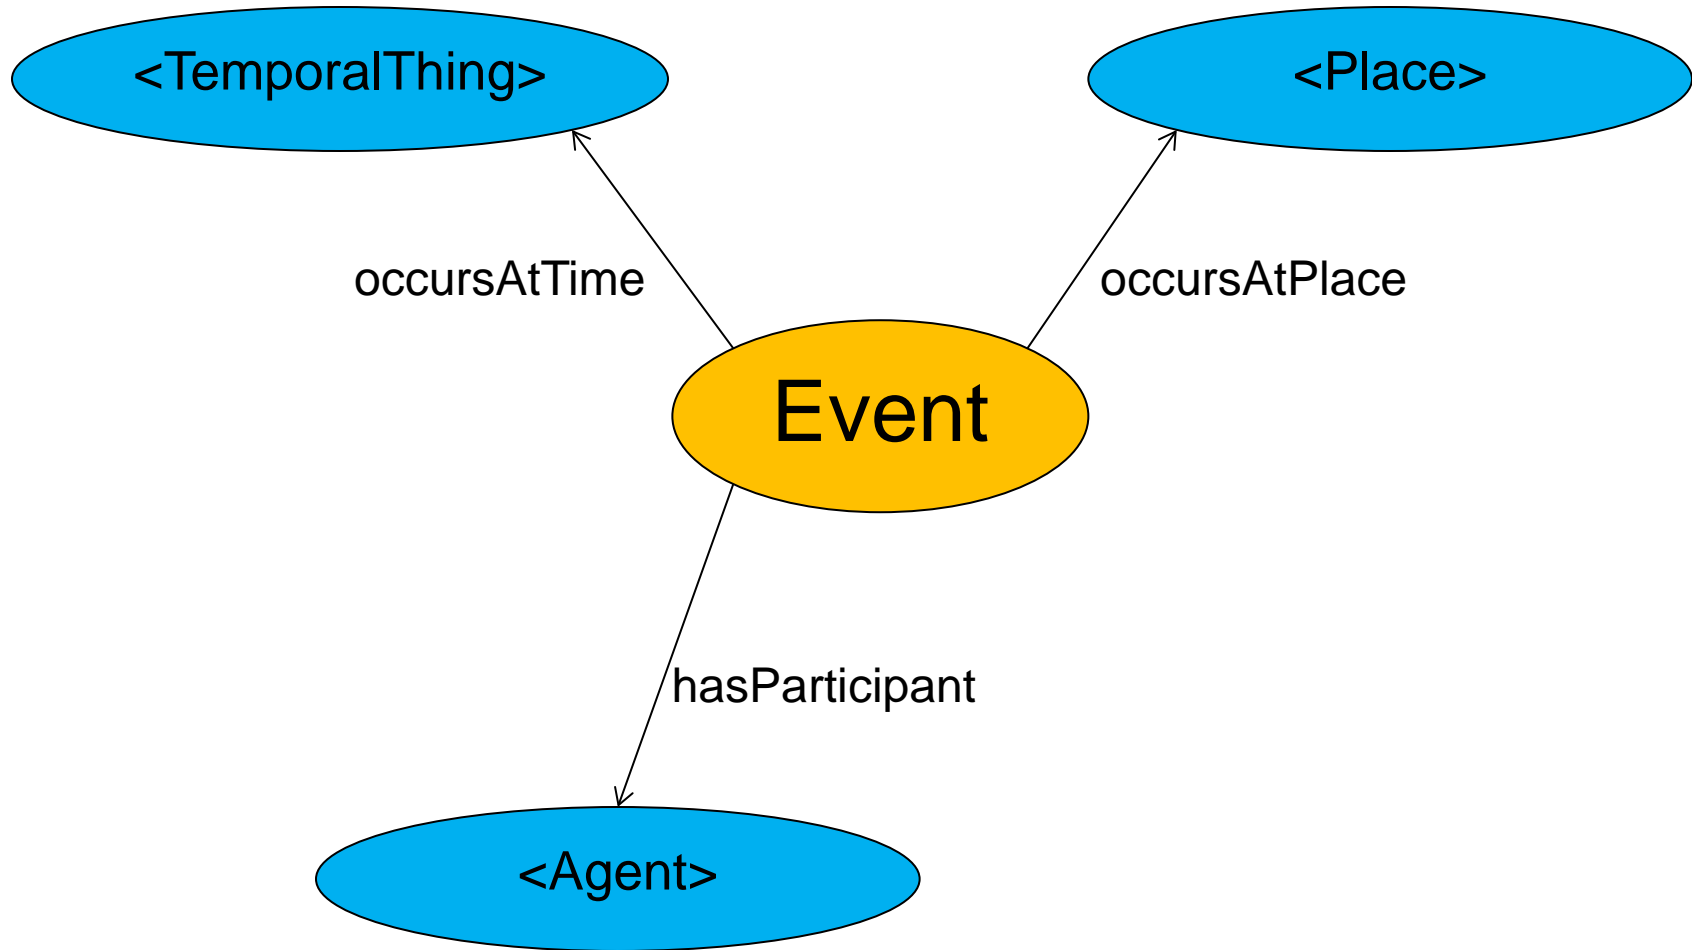 <TemporalThing>
<Place>
occursAtTime
occursAtPlace
Event
hasParticipant
<Agent>